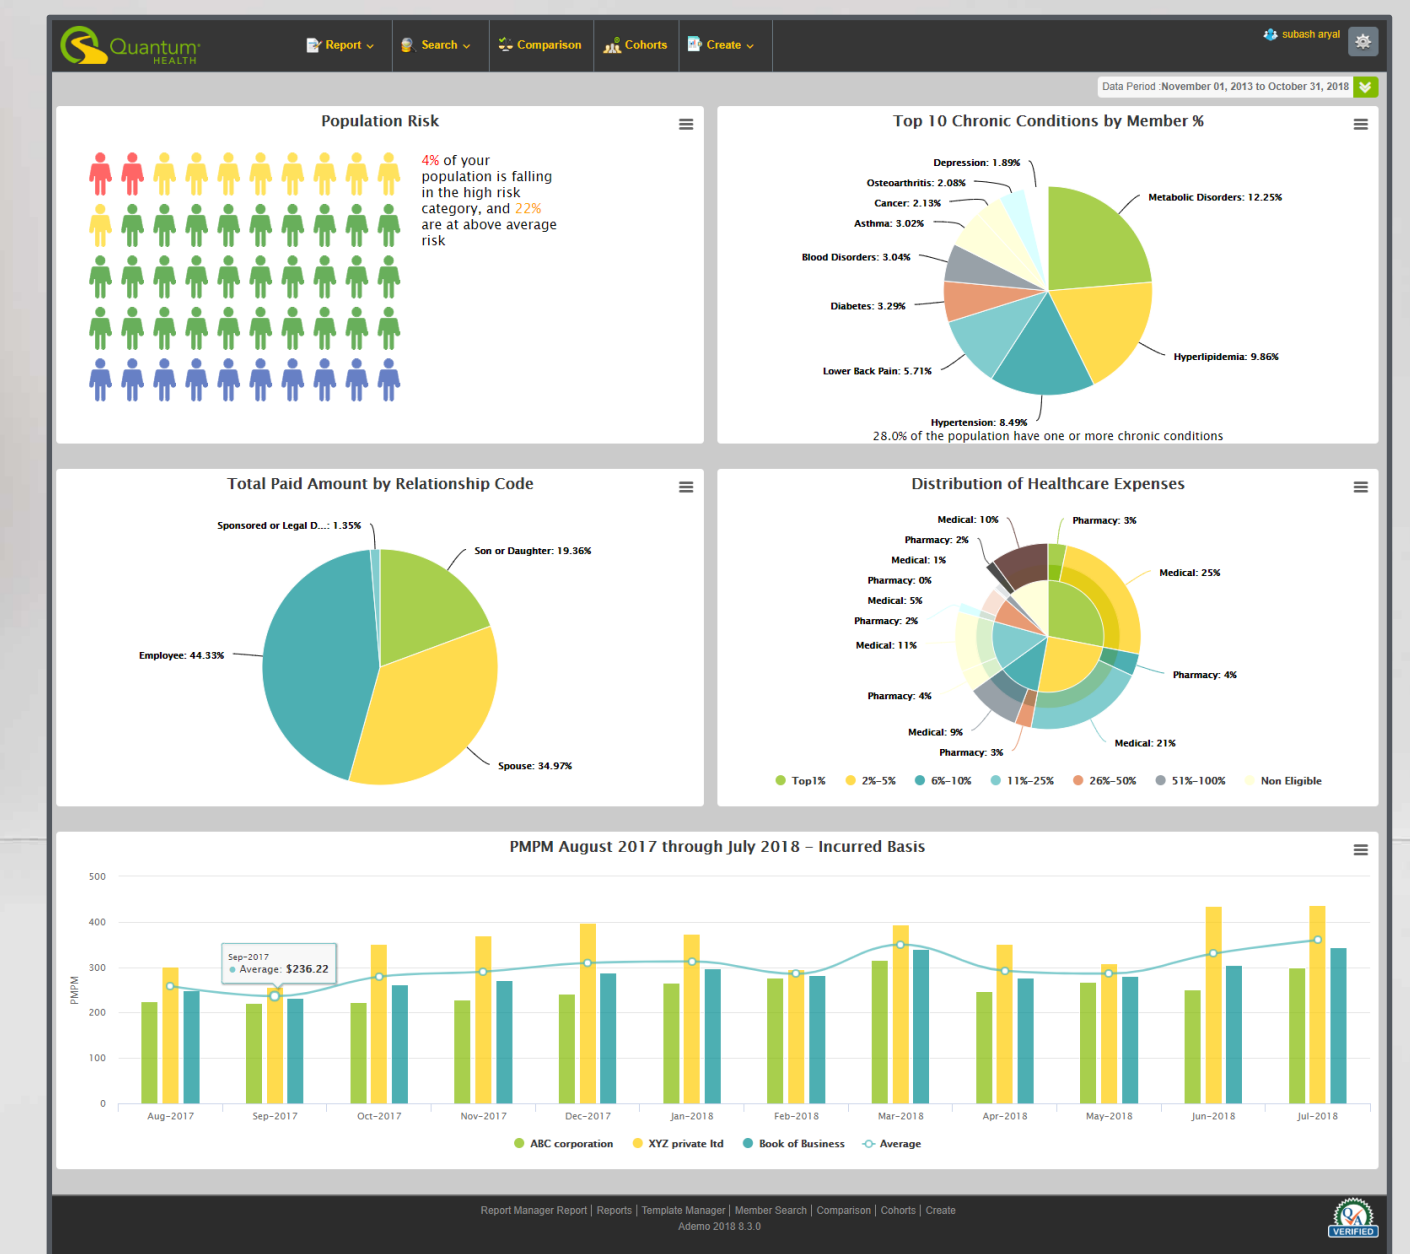 Quantum
HEALTH
Report
Search
Comparison
Cohorts
Create
subash aryal
Data Period :November 01, 2013 to October 31, 2018
Population Risk
4% of your
population is falling
in the high risk
category, and 22%
are at above average
risk
Top 10 Chronic Conditions by Member %
Depression: 1.89%
Osteoarthritis: 2.08%
Cancer: 2.13%
Asthma: 3.02%
Blood Disorders: 3.04%
Diabetes: 3.29%
Lower Back Pain: 5.71%
Hypertension: 8.49%
Metabolic Disorders: 12.25%
Hyperlipidemia: 9.86%
28.0% of the population have one or more chronic conditions
Total Paid Amount by Relationship Code
Sponsored or Legal D...: 1.35%
Son or Daughter: 19.36%
Employee: 44.33%
Spouse: 34.97%
Distribution of Healthcare Expenses
Medical: 10%
Pharmacy: 2%
Medical: 1%
Pharmacy: 0%
Medical: 5%
Pharmacy: 2%
Medical: 11%
Pharmacy: 4%
Medical: 9%
Pharmacy: 3%
Pharmacy: 3%
Medical: 25%
Pharmacy: 4%
Medical: 21%
Top1% 2%-5% 6%-10% 11%-25% 26%-50% 51%-100% Non Eligible
PMPM August 2017 through July 2018 - Incurred Basis
PMPM
500
400
300
200
100
0
Sep-2017
Average: $236.22
Aug-2017 Sep-2017 Oct-2017 Nov-2017 Dec-2017 Jan-2018 Feb-2018 Mar-2018 Apr-2018 May-2018 Jun-2018 Jul-2018
ABC corporation XYZ private ltd Book of Business Average
Report Manager Report | Reports | Template Manager | Member Search | Comparison | Cohorts | Create
Ademo 2018 8.3.0
QA
VERIFIED